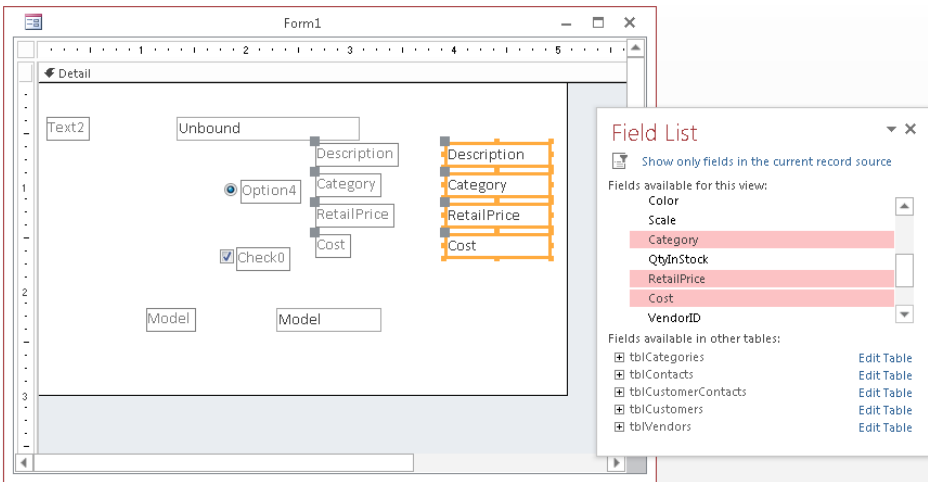 Form1
1 2 3 4 5
Detail
Text2
Unbound
Description
Description
Option4
Category
Category
RetailPrice
RetailPrice
Check0
Cost
Cost
Model
Model
1
2
3
Field List
Show only fields in the current record source
Fields available for this view:
Color
Scale
Category
QtyInStock
RetailPrice
Cost
VendorID
Fields available in other tables:
tblCategories Edit Table
tblContacts Edit Table
tblCustomerContacts Edit Table
tblCustomers Edit Table
tblVendors Edit Table